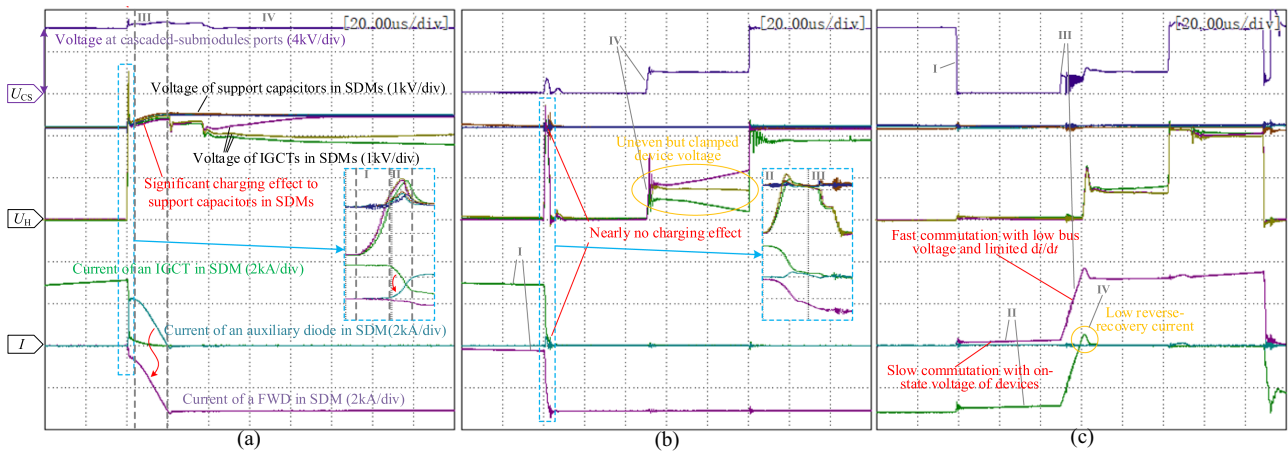 III
IV
[20.00us/div]
Voltage at cascaded-submodules ports (4kV/div)
UCS
Voltage of support capacitors in SDMs (1kV/div)
Voltage of IGCTs in SDMs (1kV/div)
Significant charging effect to
support capacitors in SDMs
I
II
UH
Current of an IGCT in SDM (2kA/div)
Current of an auxiliary diode in SDM(2kA/div)
I
Current of a FWD in SDM (2kA/div)
(a)
[20.00us/div]
IV
Uneven but clamped
device voltage
II
III
Nearly no charging effect
I
(b)
[20.00us/div]
III
I
Fast commutation with low bus
voltage and limited di/dt
IV
Low reverse-
recovery current
II
Slow commutation with on-
state voltage of devices
(c)